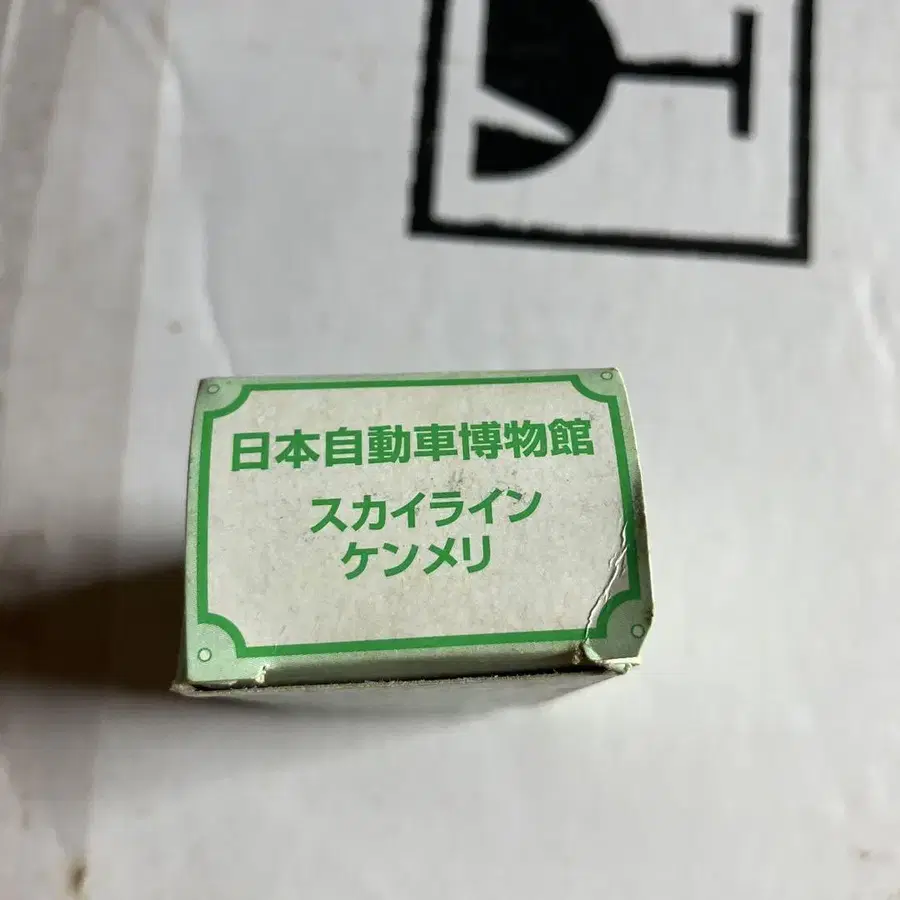 日本自動車博物館
スカイライン
ケンメリ